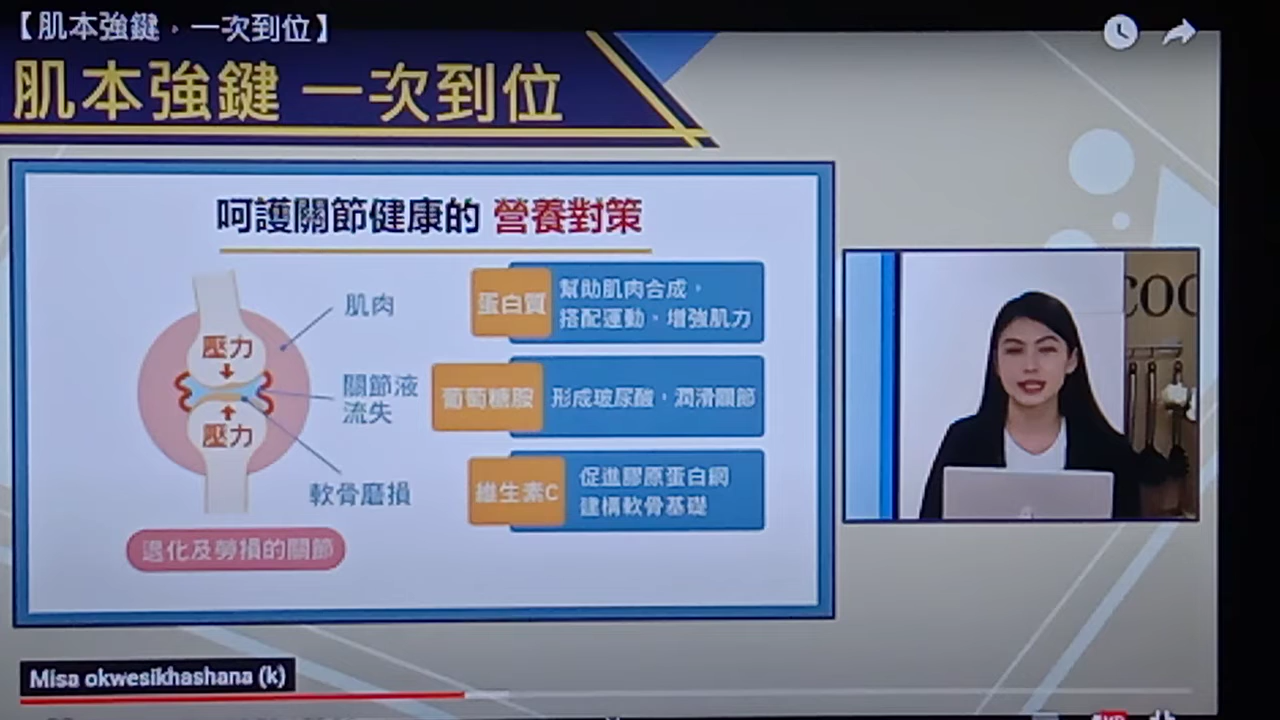 【肌本強鍵，一次到位】
肌本強鍵 一次到位
呵護關節健康的 營養對策
肌肉
壓力
關節液
流失
壓力
軟骨磨損
退化及勞損的關節
蛋白質
幫助肌肉合成，
搭配運動，增強肌力
葡萄糖胺
形成玻尿酸，潤滑關節
維生素C
促進膠原蛋白網
建構軟骨基礎
COO
Misa okwesikhashana (k)